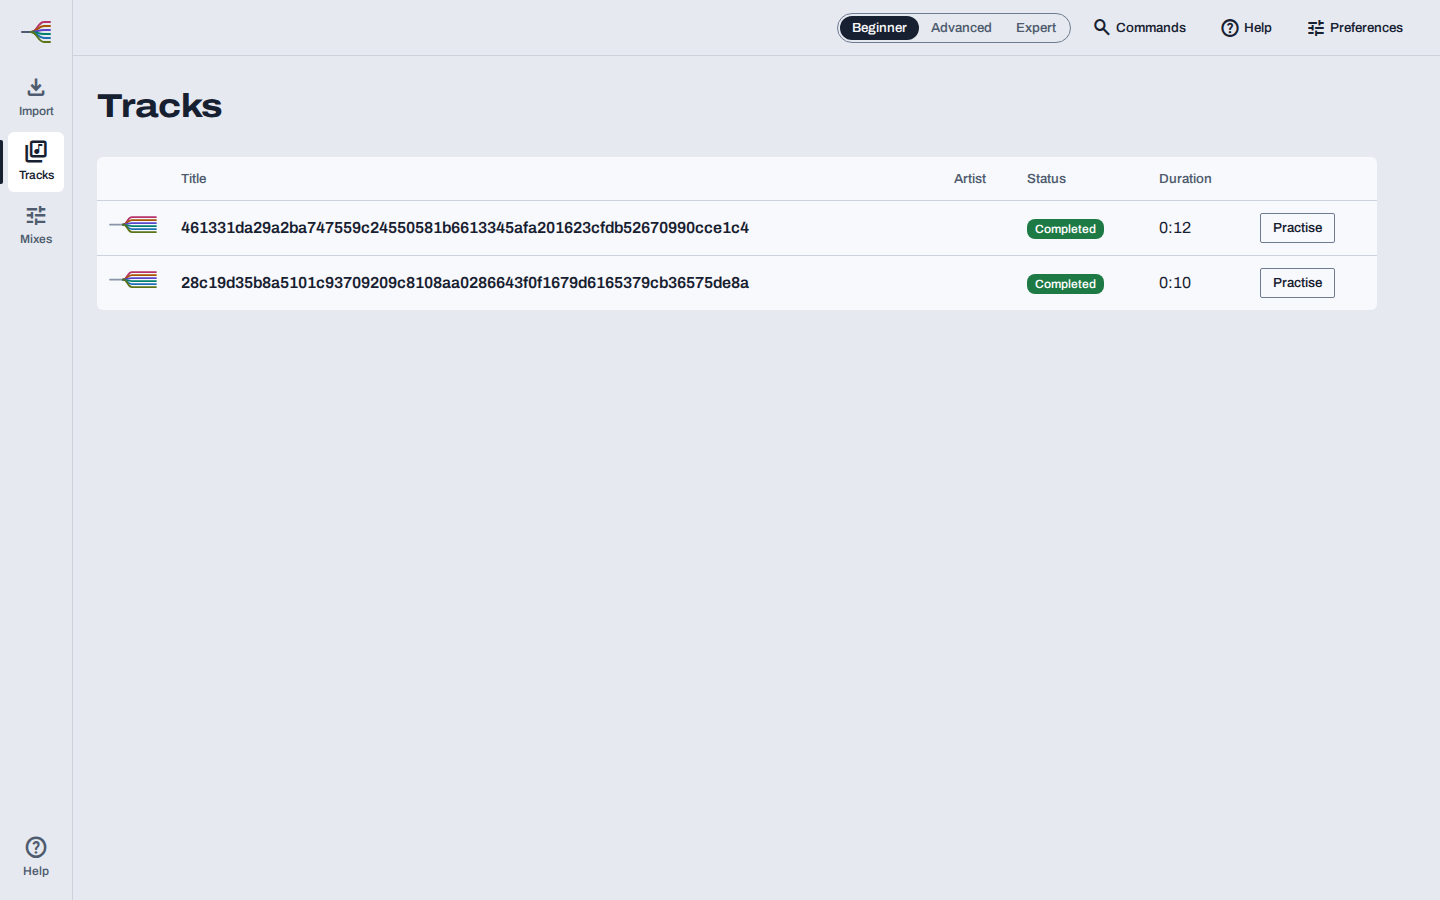 Beginner Advanced Expert Commands Help Preferences
Import
Tracks
Mixes
Help
Tracks
Title Artist Status Duration
461331da29a2ba747559c24550581b6613345afa201623cfdb52670990cce1c4 Completed 0:12 Practise
28c19d35b8a5101c93709209c8108aa0286643f0f1679d6165379cb36575de8a Completed 0:10 Practise